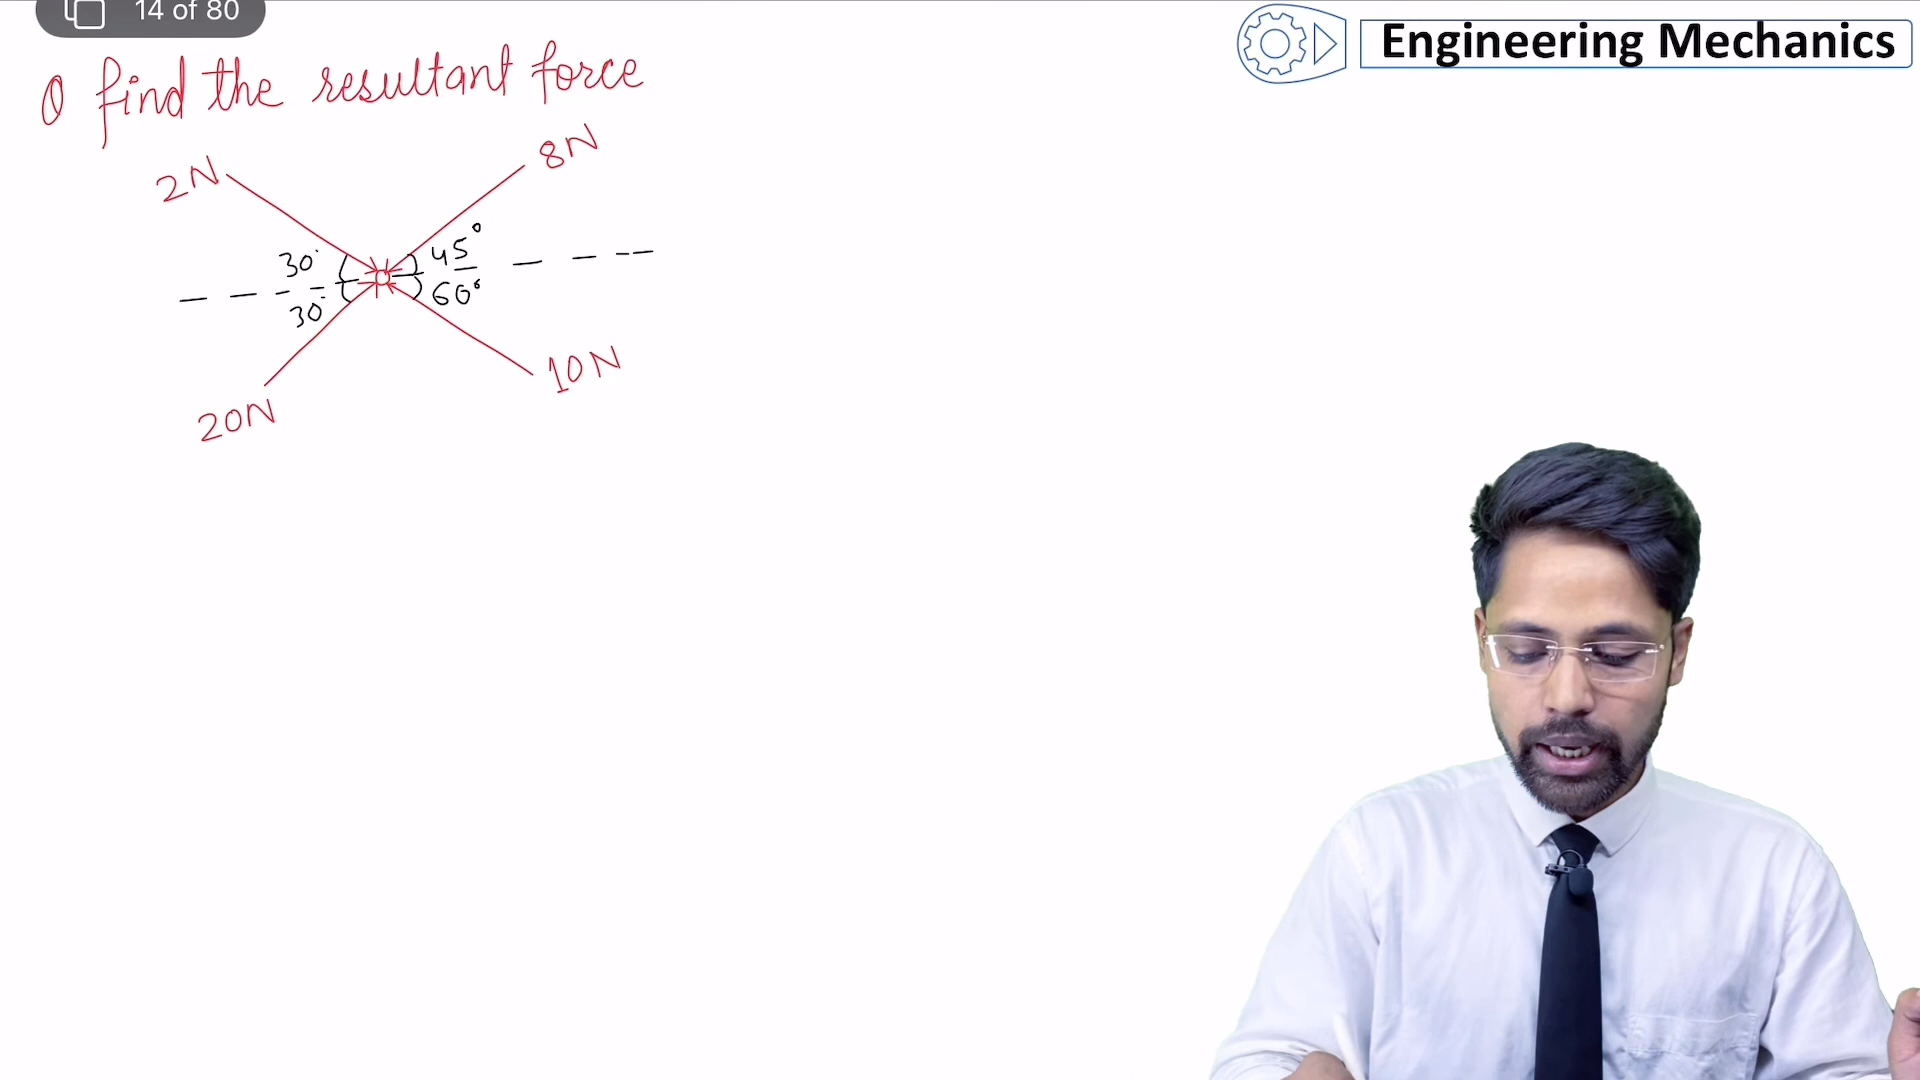 14 of 80
Engineering Mechanics
Q find the resultant force
2N
8N
30°
45°
30°
60°
10N
20N